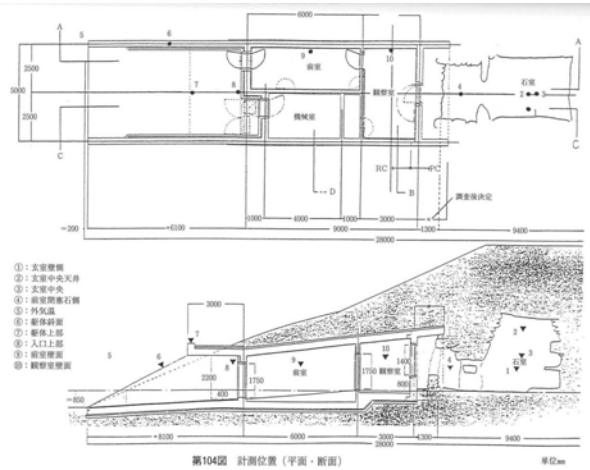 6000
A
5
6
9
10
A
2500
前室
4
石室
5000
7
8
観察室
2
3
2500
機械室
1
C
RC
PC
C
D
B
調査後決定
1000
4000
1000
3000
=200
+6100
9000
1300
9400
28000
①:玄室壁側
②:玄室中央天井
③:玄室中央
④:前室閉塞石側
⑤:外気温
⑥:躯体斜面
⑦:躯体上部
⑧:入口上部
⑨:前室壁面
⑩:観察室壁面
3000
7
2
5
6
8
9
10
1400
4
石室
3
前室
観察室
2200
1750
1750
1
400
800
=850
+8100
6000
3000
4300
9400
28000
第104図 計測位置(平面・断面)
単位㎜